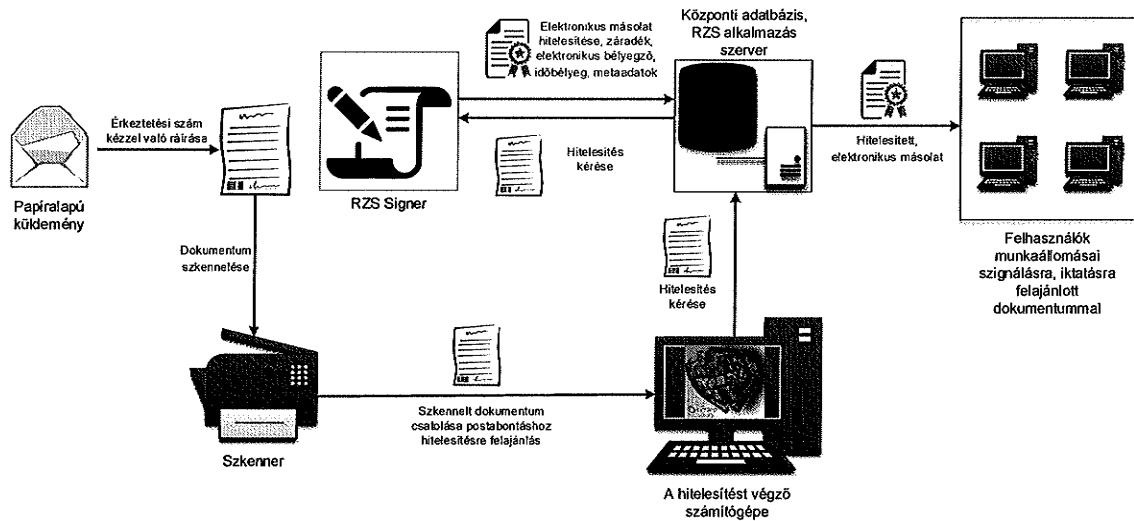 Papíralapú
küldemény
Érkeztetési szám
kézzel való ráírása
Dokumentum
szkennelése
Szkenner
Szkennelt dokumentum
csatolása postabontáshoz
hitelesítésre felajánlás
A hitelesítést végző
számítógépe
Hitelesítés
kérése
Központi adatbázis,
RZS alkalmazás
szerver
Hitelesítés
kérése
RZS Signer
Elektronikus másolat
hitelesítése, záradék,
elektronikus bélyegző,
időbélyeg, metaadatok
Hitelesített,
elektronikus másolat
Felhasználók
munkaállomásai
szignálásra, iktatásra
felajánlott
dokumentummal